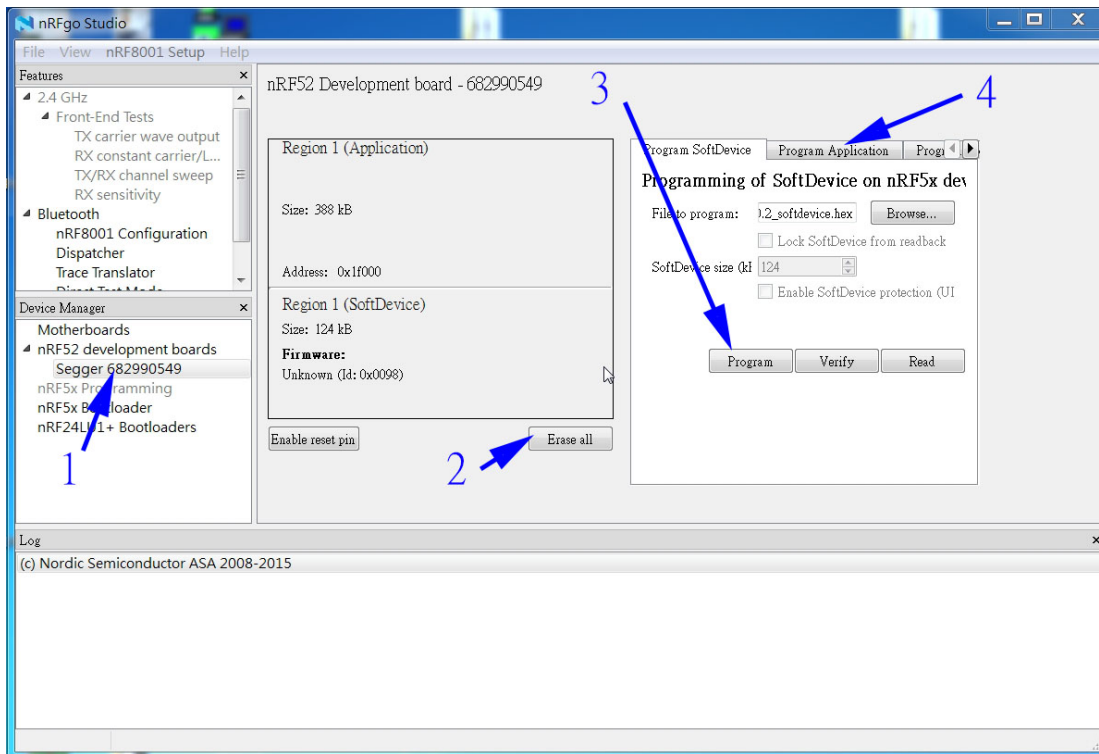 nRFgo Studio
File View nRF8001 Setup Help
Features
2.4 GHz
Front-End Tests
TX carrier wave output
RX constant carrier/L...
TX/RX channel sweep
RX sensitivity
Bluetooth
nRF8001 Configuration
Dispatcher
Trace Translator
Direct Test Mode
Device Manager
Motherboards
nRF52 development boards
Segger 682990549
nRF5x Programming
nRF5x Bootloader
nRF24LU1+ Bootloaders
1
nRF52 Development board - 682990549
Region 1 (Application)
Size: 388 kB
Address: 0x1f000
Region 1 (SoftDevice)
Size: 124 kB
Firmware:
Unknown (Id: 0x0098)
Enable reset pin
Erase all
2
3
4
Program SoftDevice Program Application Progr
Programming of SoftDevice on nRF5x dev
File to program: ).2_softdevice.hex Browse...
Lock SoftDevice from readback
SoftDevice size (kB 124
Enable SoftDevice protection (UI
Program Verify Read
Log
(c) Nordic Semiconductor ASA 2008-2015